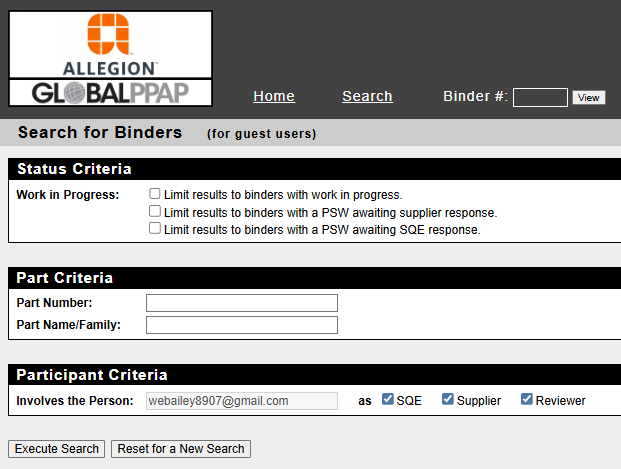 ALLEGION™
GLOBALPPAP
Home Search Binder #: View
Search for Binders (for guest users)
Status Criteria
Work in Progress: Limit results to binders with work in progress.
Limit results to binders with a PSW awaiting supplier response.
Limit results to binders with a PSW awaiting SQE response.
Part Criteria
Part Number:
Part Name/Family:
Participant Criteria
Involves the Person: webailey8907@gmail.com as SQE Supplier Reviewer
Execute Search Reset for a New Search